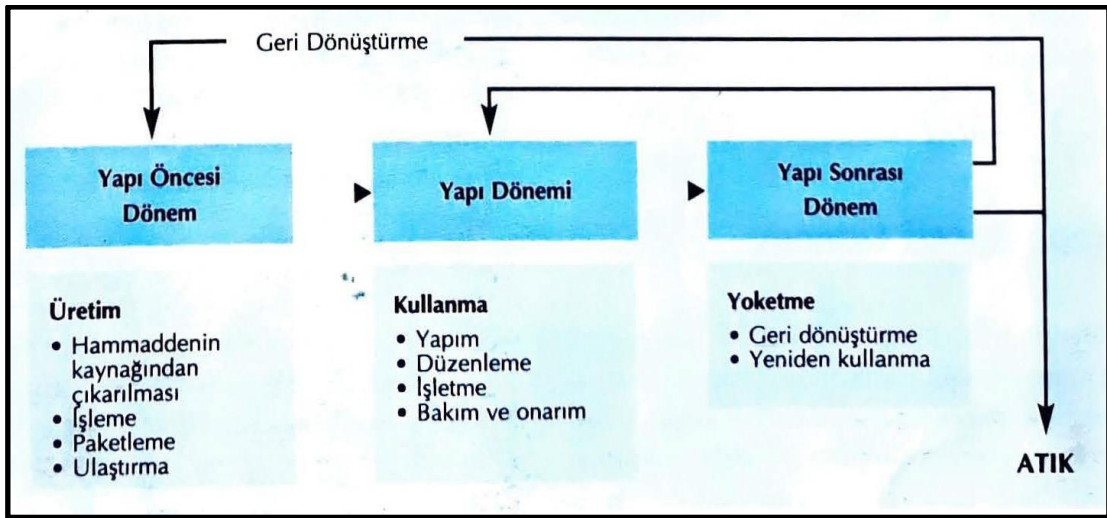 Geri Dönüştürme
Yapı Öncesi
Dönem
Yapı Dönemi
Yapı Sonrası
Dönem
Üretim
• Hammaddenin
kaynağından
çıkarılması
• İşleme
• Paketleme
• Ulaştırma
Kullanma
• Yapım
• Düzenleme
• İşletme
• Bakım ve onarım
Yoketme
• Geri dönüştürme
• Yeniden kullanma
ATIK